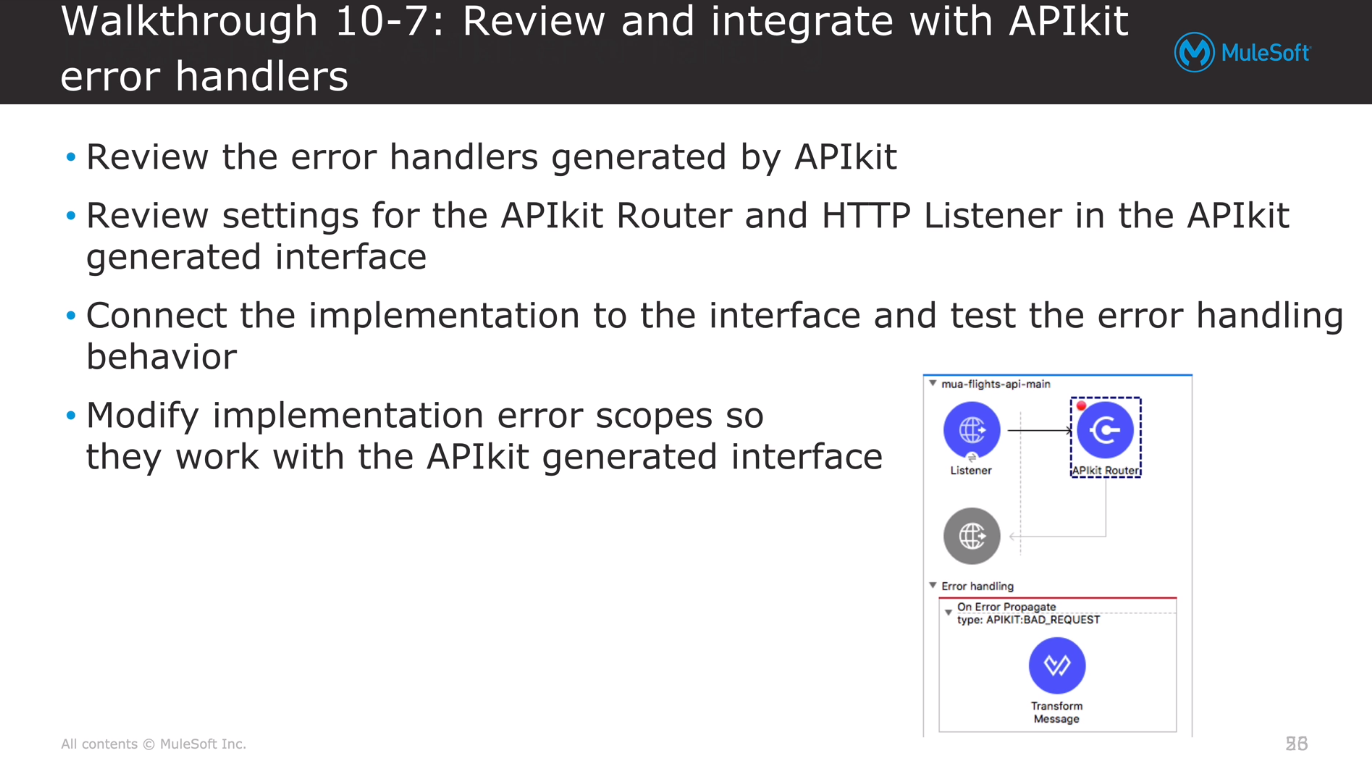 Walkthrough 10-7: Review and integrate with APIkit
error handlers
MuleSoft
• Review the error handlers generated by APIkit
• Review settings for the APIkit Router and HTTP Listener in the APIkit
generated interface
• Connect the implementation to the interface and test the error handling
behavior
• Modify implementation error scopes so
they work with the APIkit generated interface
mua-flights-api-main
Listener
APIkit Router
Error handling
On Error Propagate
type: APIKIT:BAD_REQUEST
Transform
Message
All contents © MuleSoft Inc.